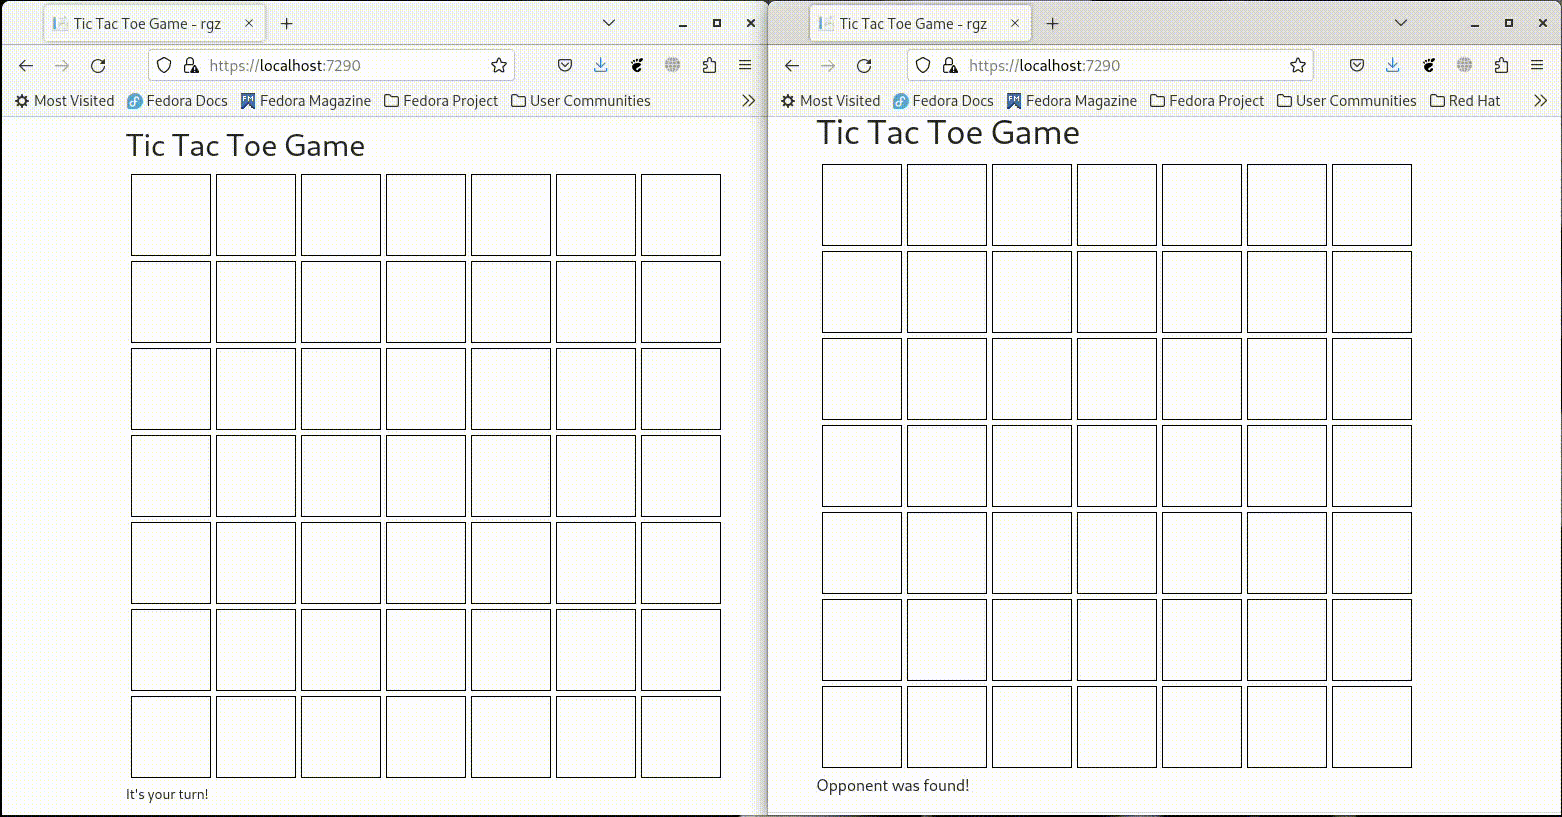 Tic Tac Toe Game - rgz
https://localhost:7290
Most Visited Fedora Docs Fedora Magazine Fedora Project User Communities
Tic Tac Toe Game
It's your turn!
Tic Tac Toe Game - rgz
https://localhost:7290
Most Visited Fedora Docs FM Fedora Magazine Fedora Project User Communities Red Hat
Tic Tac Toe Game
Opponent was found!